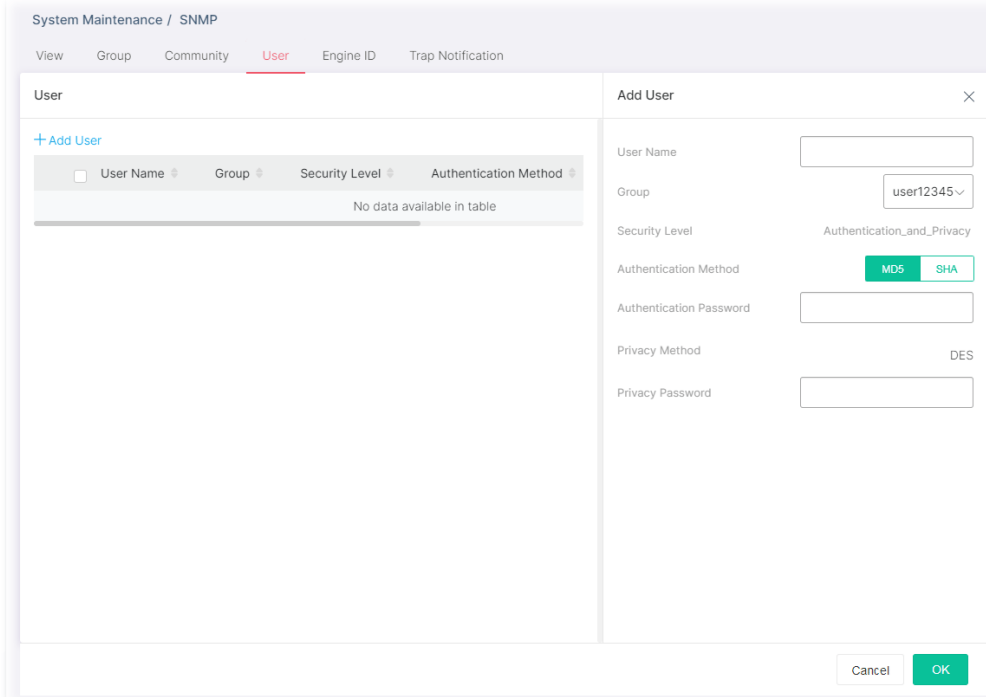 System Maintenance / SNMP
View Group Community User Engine ID Trap Notification
User
+ Add User
User Name Group Security Level Authentication Method
No data available in table
Add User
User Name
Group user12345
Security Level Authentication_and_Privacy
Authentication Method MD5 SHA
Authentication Password
Privacy Method DES
Privacy Password
Cancel OK